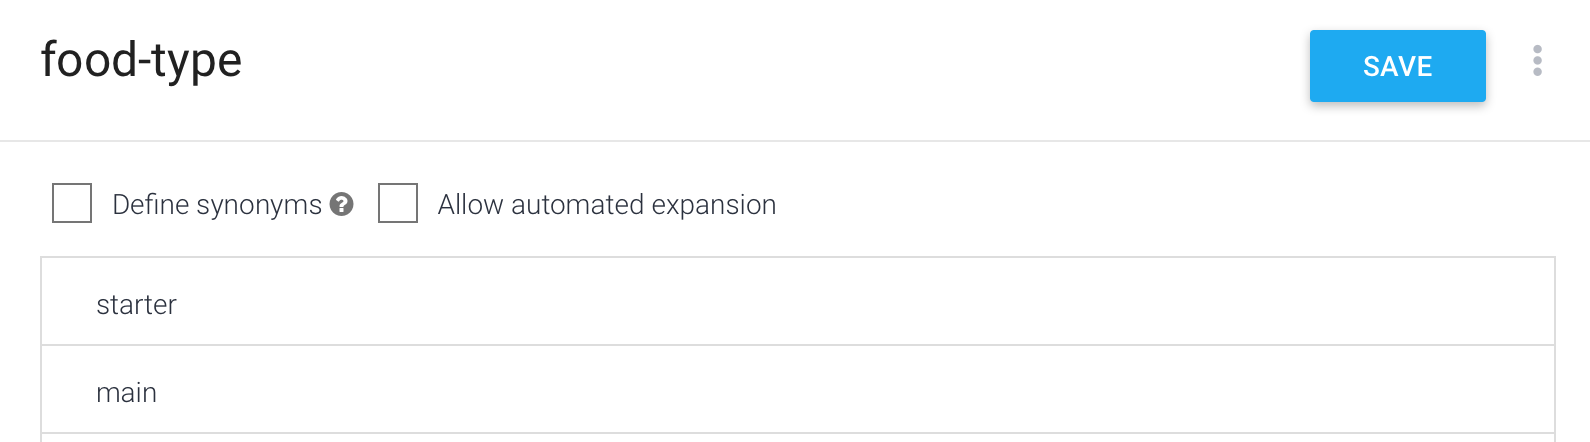 food-type
SAVE
Define synonyms ? Allow automated expansion
starter
main